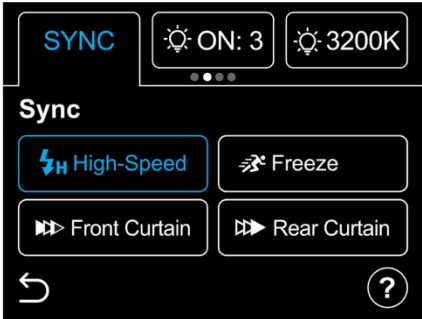 SYNC
ON: 3
3200K
Sync
H High-Speed
Freeze
Front Curtain
Rear Curtain
?